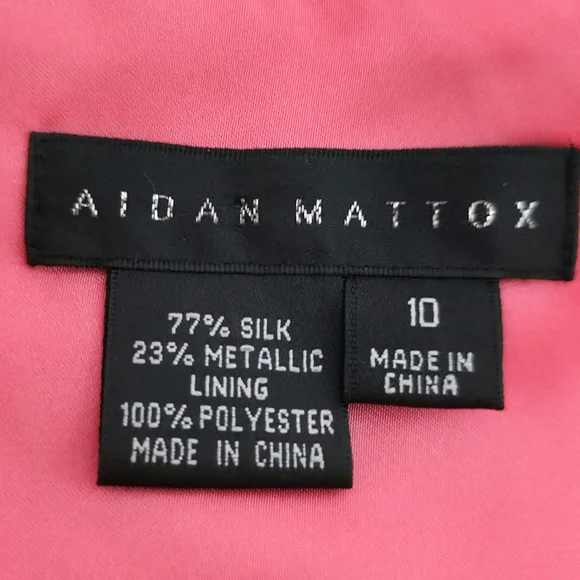 AIDAN MATTOX
77% SILK
23% METALLIC
LINING
100% POLYESTER
MADE IN CHINA
10
MADE IN
CHINA